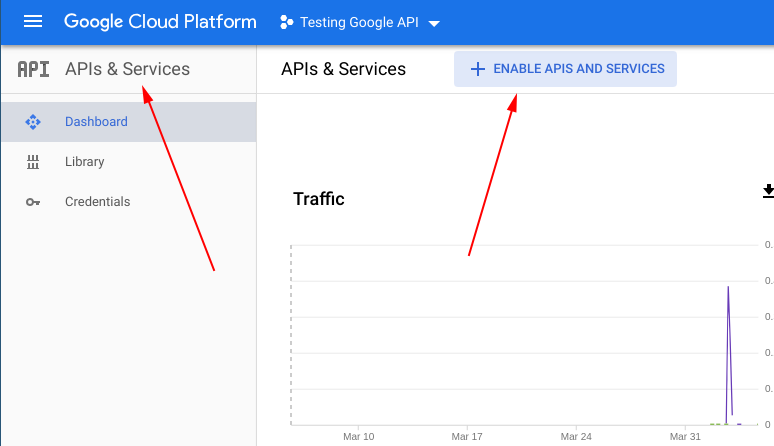 Google Cloud Platform
Testing Google API
API
APIs & Services
APIs & Services
ENABLE APIS AND SERVICES
Dashboard
Library
Credentials
Traffic
0.
0.
0.
0.
0.
0
Mar 10
Mar 17
Mar 24
Mar 31